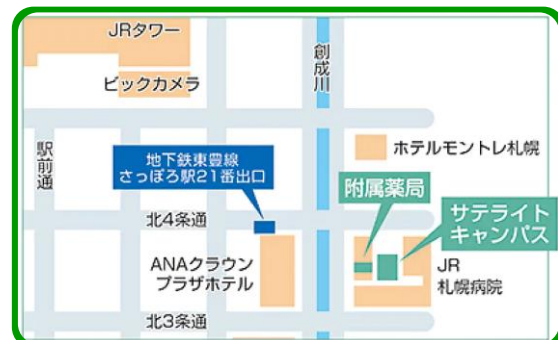 JRタワー
ビックカメラ
創成川
駅前通
地下鉄東豊線
さっぽろ駅21番出口
ホテルモントレ札幌
附属薬局
サテライト
キャンパス
北4条通
ANAクラウン
プラザホテル
JR
札幌病院
北3条通